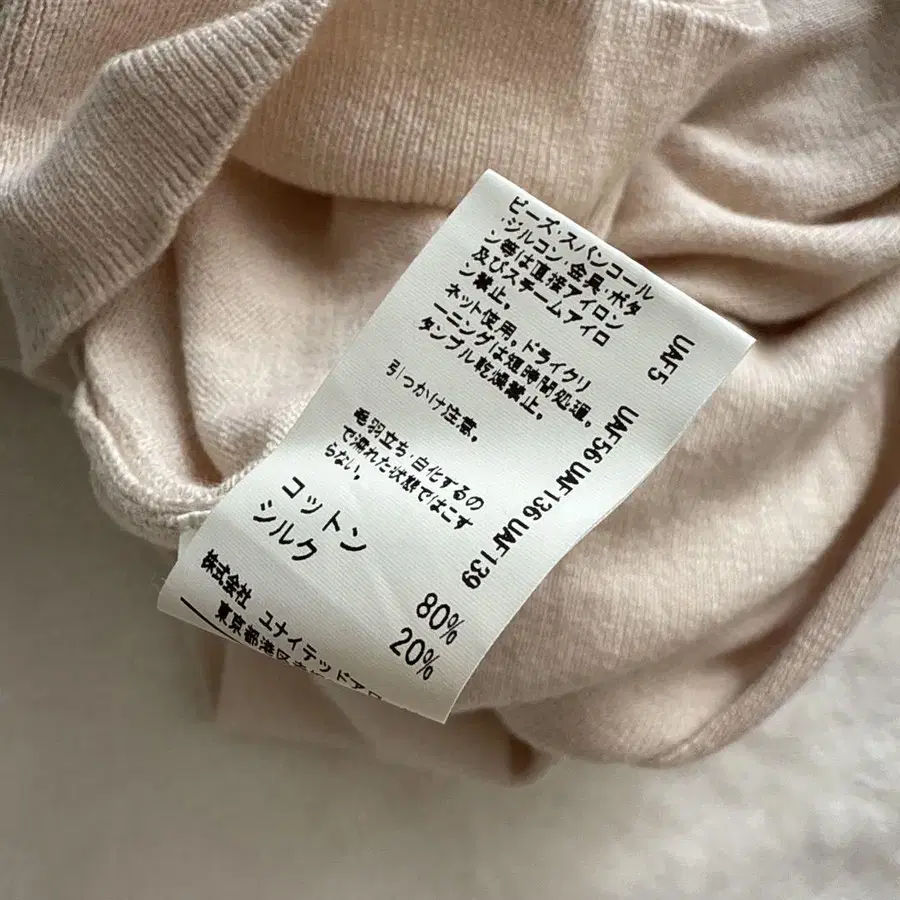 ビーズ・スパンコール
・ジルコン・金具・ボタ
ン等は直接アイロン
及びスチームアイロ
ン禁止。
ネット使用。ドライクリ
ーニングは短時間処理。
タンブル乾燥禁止。
引っかけ注意。
毛羽立ち・白化するの
で濡れた状態ではこす
らない。
UAF5
UAF56 UAF136 UAF139
コットン 80%
シルク 20%
株式会社 ユナイテッドアロ
東京都港区赤